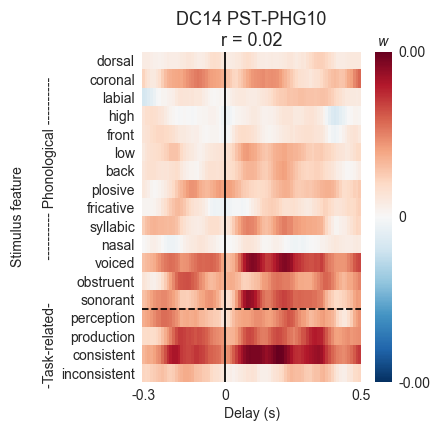 DC14 PST-PHG10
r = 0.02
w
dorsal
coronal
labial
high
front
low
back
plosive
fricative
syllabic
nasal
voiced
obstruent
sonorant
perception
production
consistent
inconsistent
Stimulus feature
-Task-related- ---------- Phonological ----------
0.00
0
-0.00
-0.3
0
0.5
Delay (s)